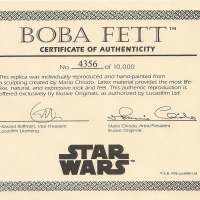 BOBA FETT™
CERTIFICATE OF AUTHENTICITY
No 4356 of 10,000
This replica was individually reproduced and hand-painted from
sculpting created by Mario Chiodo. Latex material provides the most life-
like, natural, and expressive look and feel. This authentic reproduction is
offered exclusively by Illusive Originals, as authorized by
Lucasfilm Ltd.
Howard Roffman, Vice President
Lucasfilm Licensing
Mario Chiodo, Artist/President
Illusive Originals
STAR
WARS